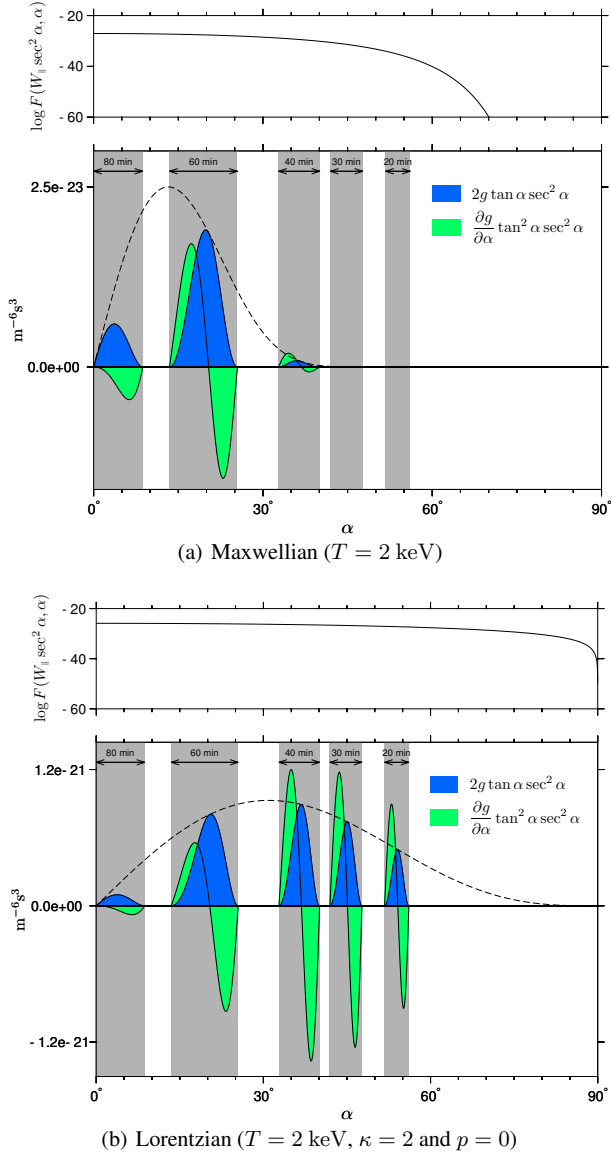 - 20
- 40
- 60
log F(W∥ sec² α, α)
80 min
60 min
40 min
30 min
20 min
2.5e- 23
0.0e+00
m⁻⁶s³
2g tan α sec² α
∂g/∂α tan² α sec² α
0°
30°
60°
90°
α
(a) Maxwellian (T = 2 keV)
- 20
- 40
- 60
log F(W∥ sec² α, α)
80 min
60 min
40 min
30 min
20 min
1.2e- 21
0.0e+00
- 1.2e- 21
m⁻⁶s³
2g tan α sec² α
∂g/∂α tan² α sec² α
0°
30°
60°
90°
α
(b) Lorentzian (T = 2 keV, κ = 2 and p = 0)